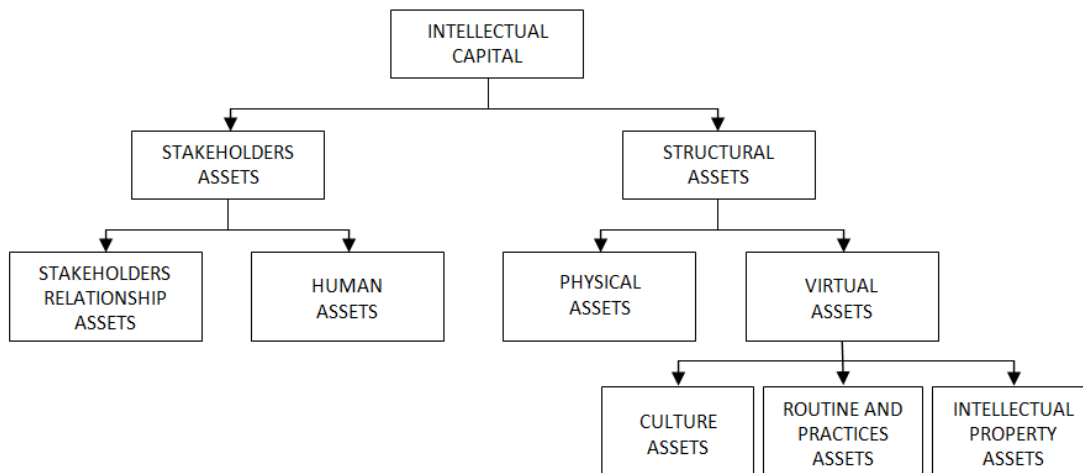 INTELLECTUAL
CAPITAL
STAKEHOLDERS
ASSETS
STRUCTURAL
ASSETS
STAKEHOLDERS
RELATIONSHIP
ASSETS
HUMAN
ASSETS
PHYSICAL
ASSETS
VIRTUAL
ASSETS
CULTURE
ASSETS
ROUTINE AND
PRACTICES
ASSETS
INTELLECTUAL
PROPERTY
ASSETS